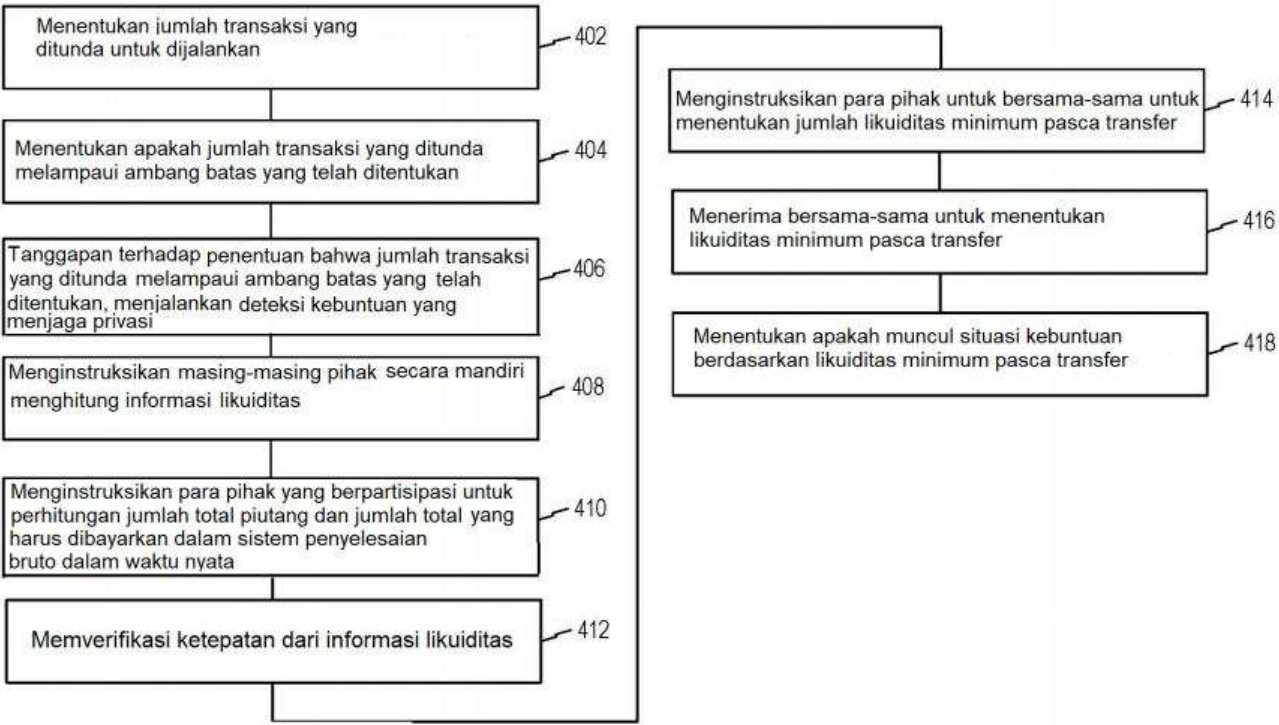 Menentukan jumlah transaksi yang
ditunda untuk dijalankan
402
Menentukan apakah jumlah transaksi yang ditunda
melampaui ambang batas yang telah ditentukan
404
Tanggapan terhadap penentuan bahwa jumlah transaksi
yang ditunda melampaui ambang batas yang telah
ditentukan, menjalankan deteksi kebuntuan yang
menjaga privasi
406
Menginstruksikan masing-masing pihak secara mandiri
menghitung informasi likuiditas
408
Menginstruksikan para pihak yang berpartisipasi untuk
perhitungan jumlah total piutang dan jumlah total yang
harus dibayarkan dalam sistem penyelesaian
bruto dalam waktu nyata
410
Memverifikasi ketepatan dari informasi likuiditas
412
Menginstruksikan para pihak untuk bersama-sama untuk
menentukan jumlah likuiditas minimum pasca transfer
414
Menerima bersama-sama untuk menentukan
likuiditas minimum pasca transfer
416
Menentukan apakah muncul situasi kebuntuan
berdasarkan likuiditas minimum pasca transfer
418